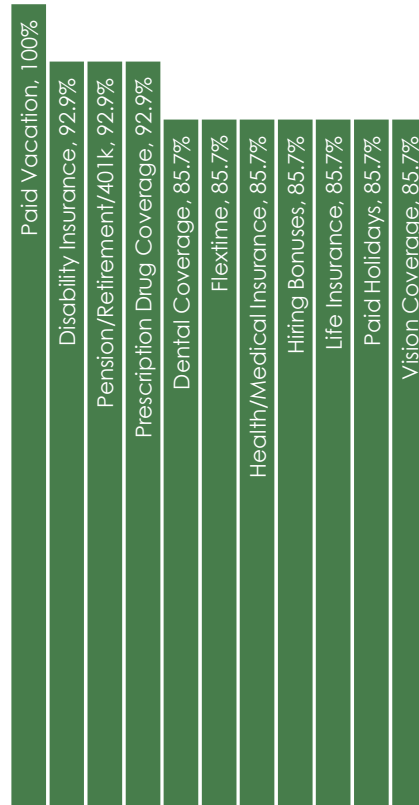 Paid Vacation, 100%
Disability Insurance, 92.9%
Pension/Retirement/401k, 92.9%
Prescription Drug Coverage, 92.9%
Dental Coverage, 85.7%
Flextime, 85.7%
Health/Medical Insurance, 85.7%
Hiring Bonuses, 85.7%
Life Insurance, 85.7%
Paid Holidays, 85.7%
Vision Coverage, 85.7%